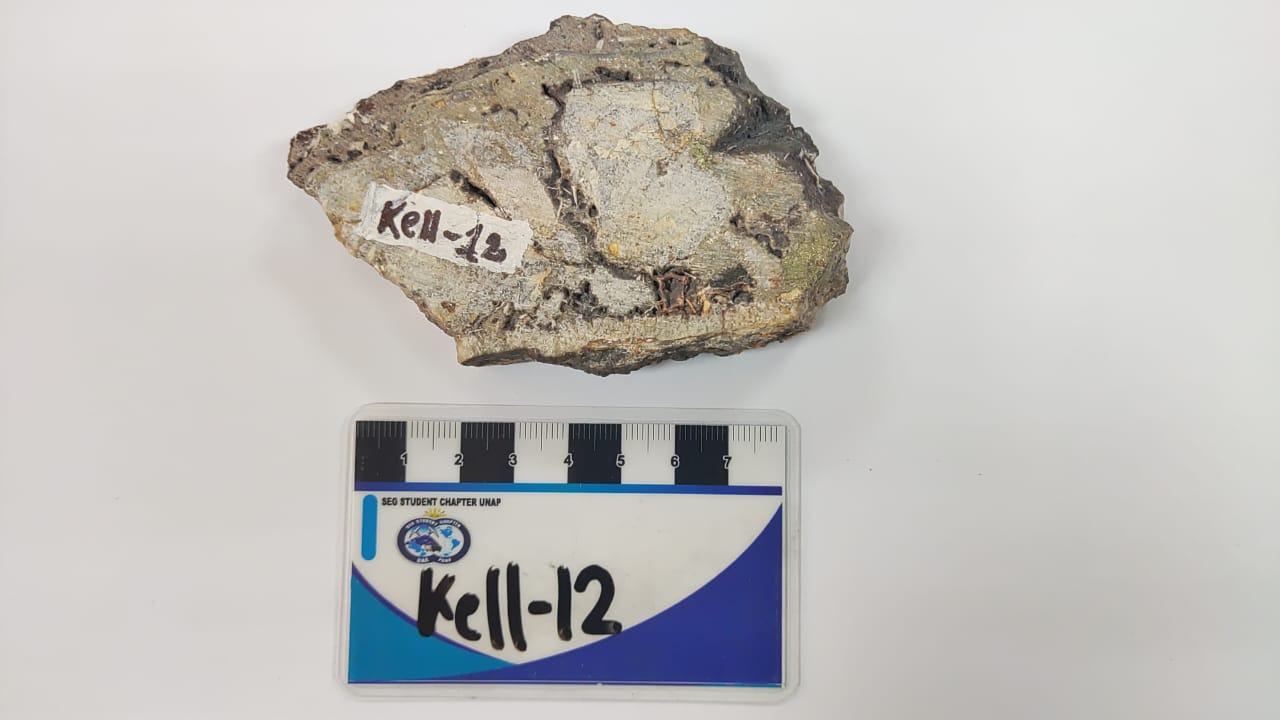 Kell-12
1 2 3 4 5 6 7
SEG STUDENT CHAPTER UNAP
Kell-12